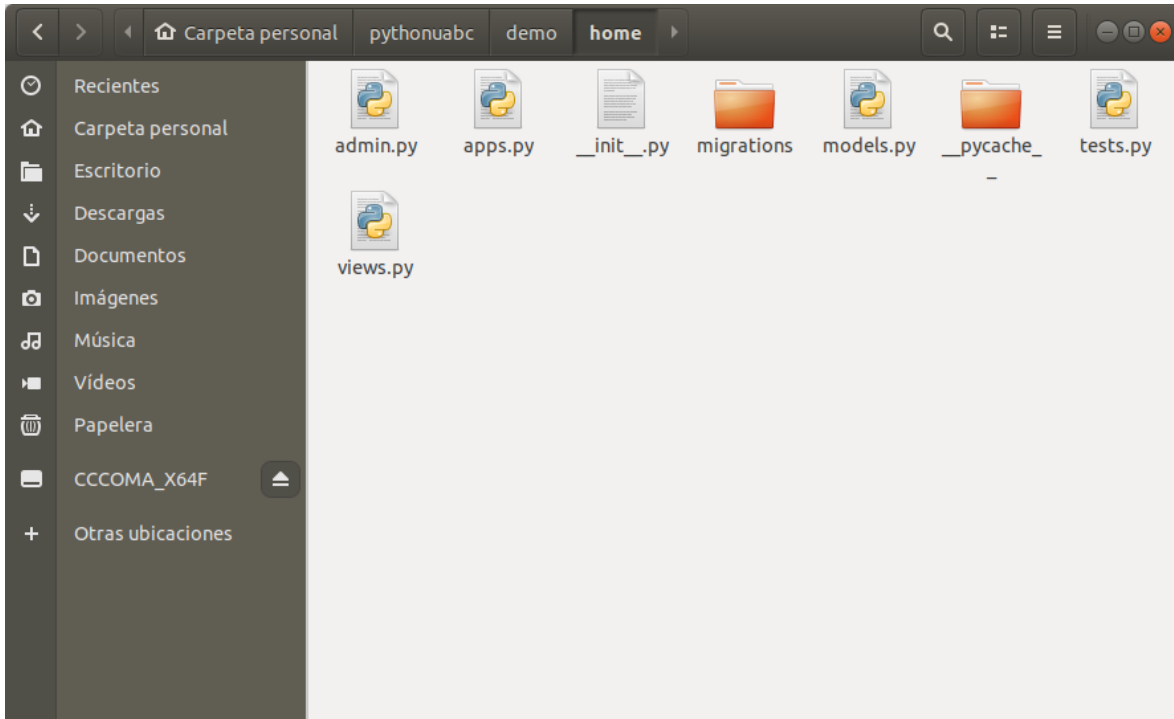 Carpeta personal pythonuabc demo home
Recientes
Carpeta personal
Escritorio
Descargas
Documentos
Imágenes
Música
Vídeos
Papelera
CCCOMA_X64F
Otras ubicaciones
admin.py apps.py __init__.py migrations models.py __pycache_ tests.py
_
views.py